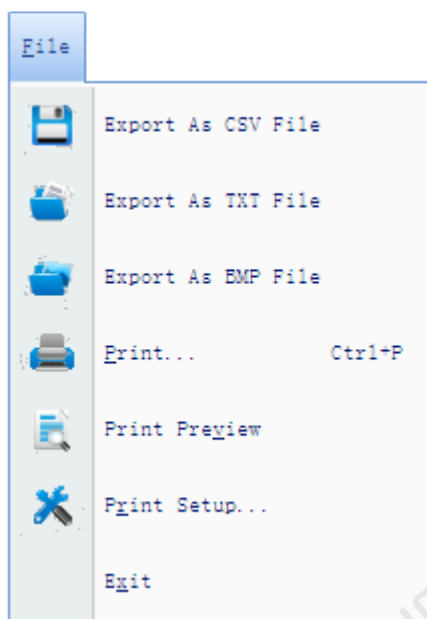 File
Export As CSV File
Export As TXT File
Export As BMP File
Print... Ctrl+P
Print Preview
Print Setup...
Exit